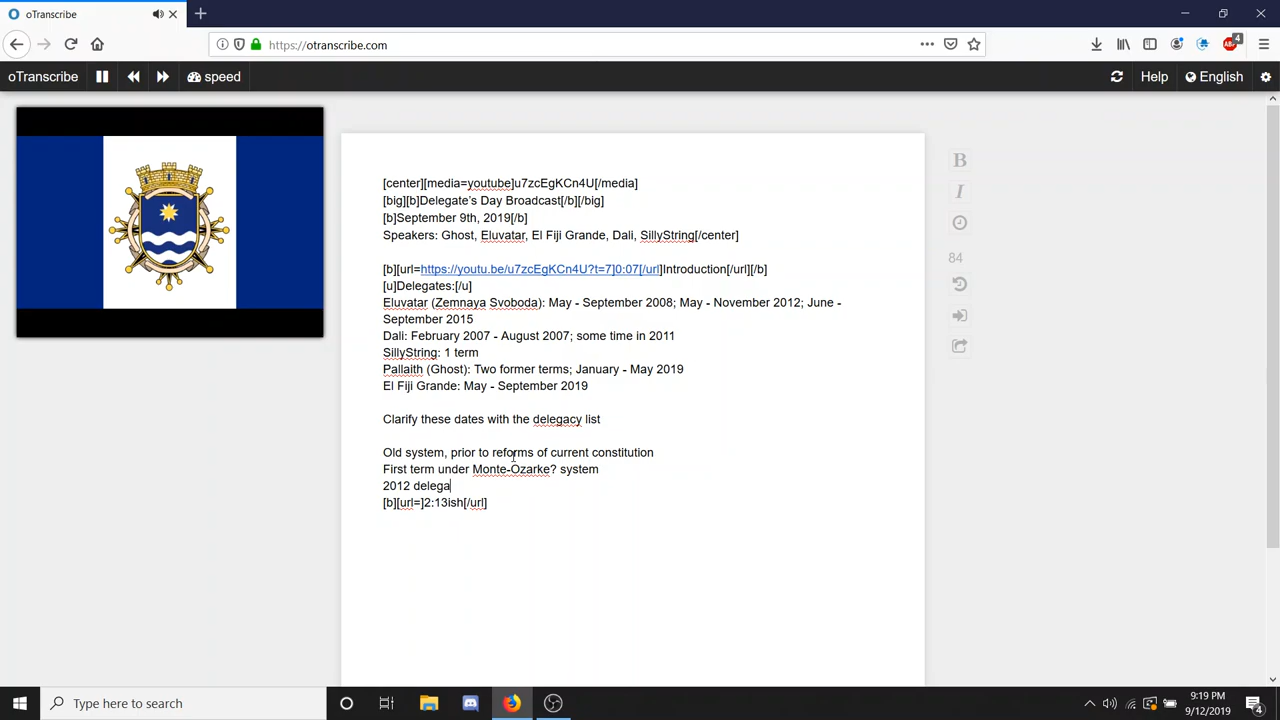 oTranscribe
https://otranscribe.com
4
oTranscribe
speed
Help
English
[center][media=youtube]u7zcEgKCn4U[/media]
[big][b]Delegate's Day Broadcast[/b][/big]
[b]September 9th, 2019[/b]
Speakers: Ghost, Eluvatar, El Fiji Grande, Dali, SillyString[/center]
[b][url=https://youtu.be/u7zcEgKCn4U?t=7]0:07[/url]Introduction[/url][/b]
[u]Delegates:[/u]
Eluvatar (Zemnaya Svoboda): May - September 2008; May - November 2012; June -
September 2015
Dali: February 2007 - August 2007; some time in 2011
SillyString: 1 term
Pallaith (Ghost): Two former terms; January - May 2019
El Fiji Grande: May - September 2019
Clarify these dates with the delegacy list
Old system, prior to reforms of current constitution
First term under Monte-Ozarke? system
2012 delega
[b][url=]2:13ish[/url]
B
I
84
Type here to search
9:19 PM
9/12/2019
4